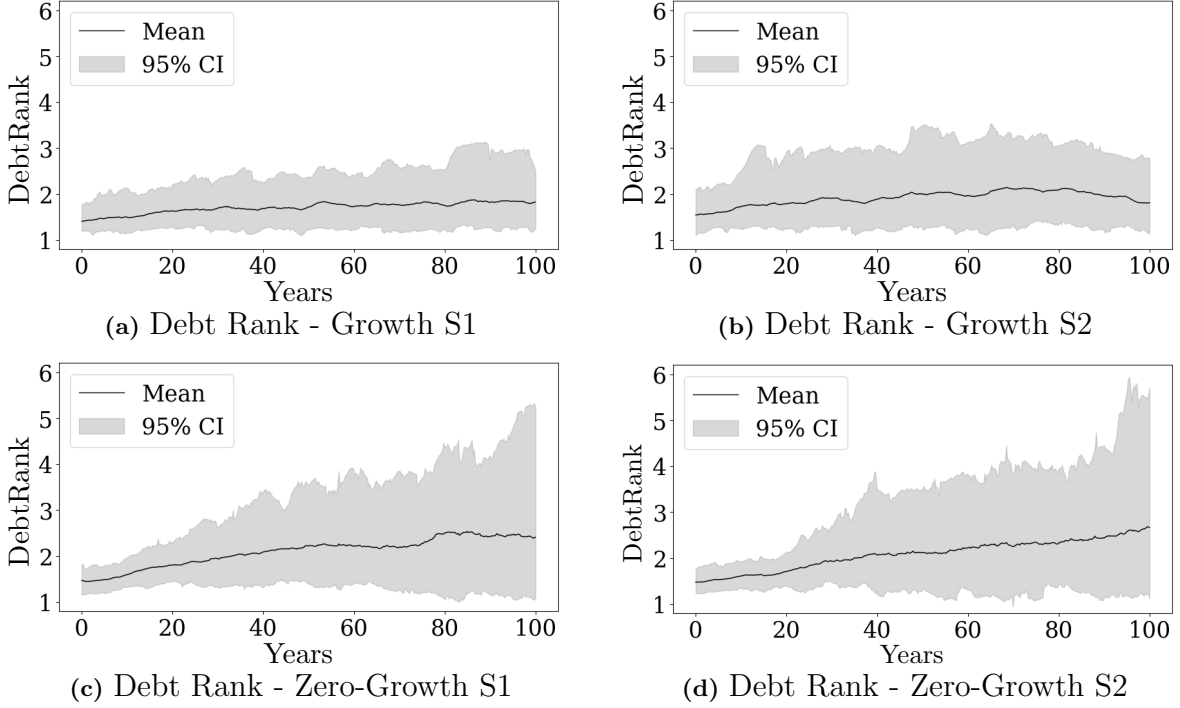 6
5
4
3
2
1
DebtRank
Mean
95% CI
0 20 40 60 80 100
Years
(a) Debt Rank - Growth S1
6
5
4
3
2
1
DebtRank
Mean
95% CI
0 20 40 60 80 100
Years
(b) Debt Rank - Growth S2
6
5
4
3
2
1
DebtRank
Mean
95% CI
0 20 40 60 80 100
Years
(c) Debt Rank - Zero-Growth S1
6
5
4
3
2
1
DebtRank
Mean
95% CI
0 20 40 60 80 100
Years
(d) Debt Rank - Zero-Growth S2